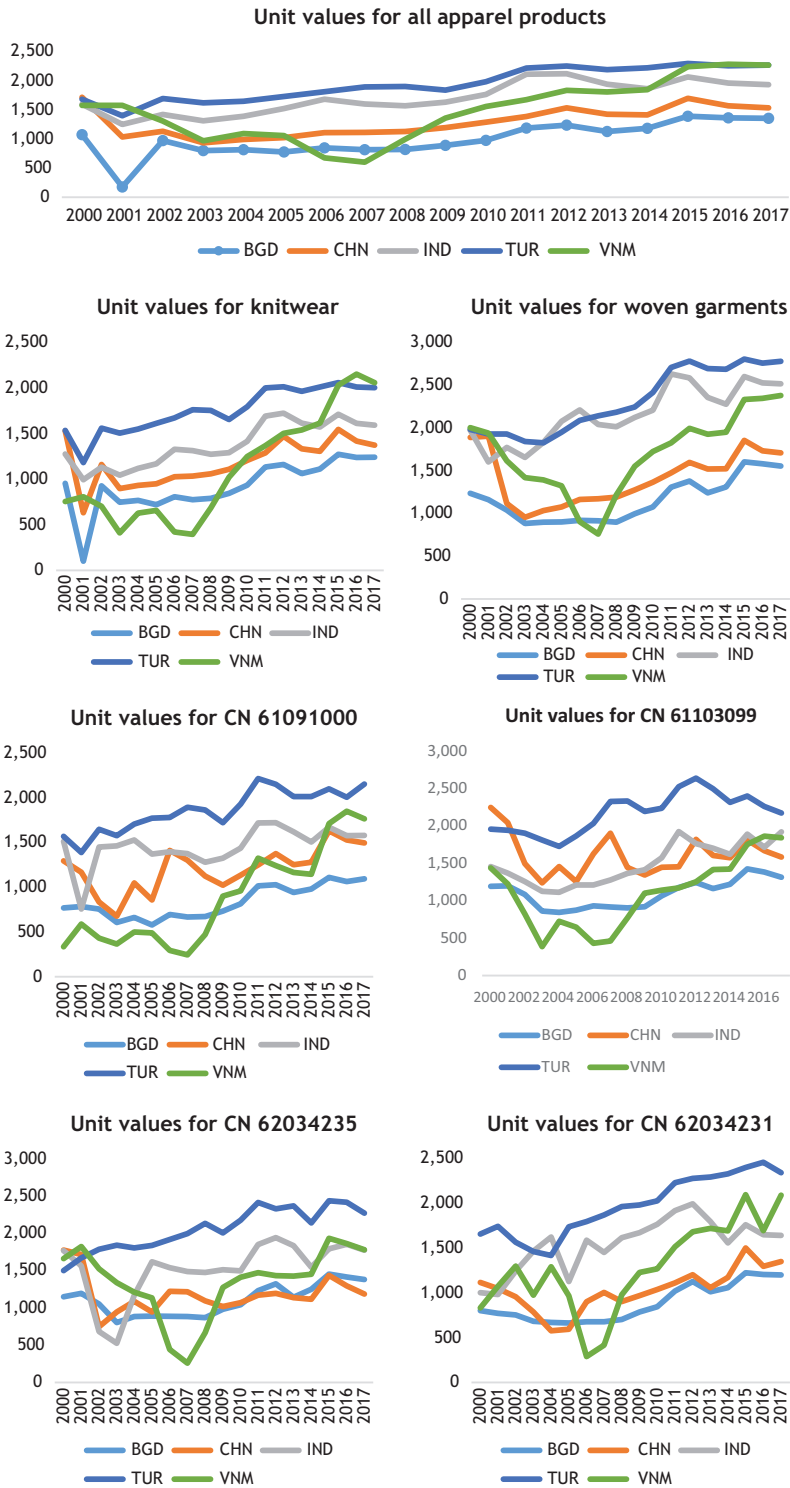 Unit values for all apparel products
2,500
2,000
1,500
1,000
500
0
2000 2001 2002 2003 2004 2005 2006 2007 2008 2009 2010 2011 2012 2013 2014 2015 2016 2017
BGD CHN IND TUR VNM
Unit values for knitwear
2,500
2,000
1,500
1,000
500
0
2000 2001 2002 2003 2004 2005 2006 2007 2008 2009 2010 2011 2012 2013 2014 2015 2016 2017
BGD CHN IND
TUR VNM
Unit values for woven garments
3,000
2,500
2,000
1,500
1,000
500
0
2000 2001 2002 2003 2004 2005 2006 2007 2008 2009 2010 2011 2012 2013 2014 2015 2016 2017
BGD CHN IND
TUR VNM
Unit values for CN 61091000
2,500
2,000
1,500
1,000
500
0
2000 2001 2002 2003 2004 2005 2006 2007 2008 2009 2010 2011 2012 2013 2014 2015 2016 2017
BGD CHN IND
TUR VNM
Unit values for CN 61103099
3,000
2,500
2,000
1,500
1,000
500
0
2000 2002 2004 2006 2008 2010 2012 2014 2016
BGD CHN IND
TUR VNM
Unit values for CN 62034235
3,000
2,500
2,000
1,500
1,000
500
0
2000 2001 2002 2003 2004 2005 2006 2007 2008 2009 2010 2011 2012 2013 2014 2015 2016 2017
BGD CHN IND
TUR VNM
Unit values for CN 62034231
2,500
2,000
1,500
1,000
500
0
2000 2001 2002 2003 2004 2005 2006 2007 2008 2009 2010 2011 2012 2013 2014 2015 2016 2017
BGD CHN IND
TUR VNM